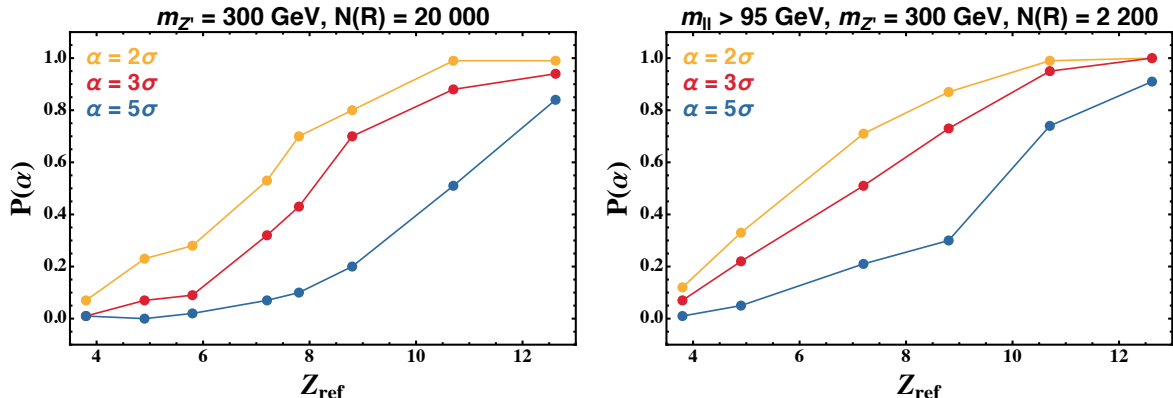 m_Z' = 300 GeV, N(R) = 20 000
α = 2σ
α = 3σ
α = 5σ
P(α)
1.0
0.8
0.6
0.4
0.2
0.0
4 6 8 10 12
Z_ref
m_ll > 95 GeV, m_Z' = 300 GeV, N(R) = 2 200
α = 2σ
α = 3σ
α = 5σ
P(α)
1.0
0.8
0.6
0.4
0.2
0.0
4 6 8 10 12
Z_ref